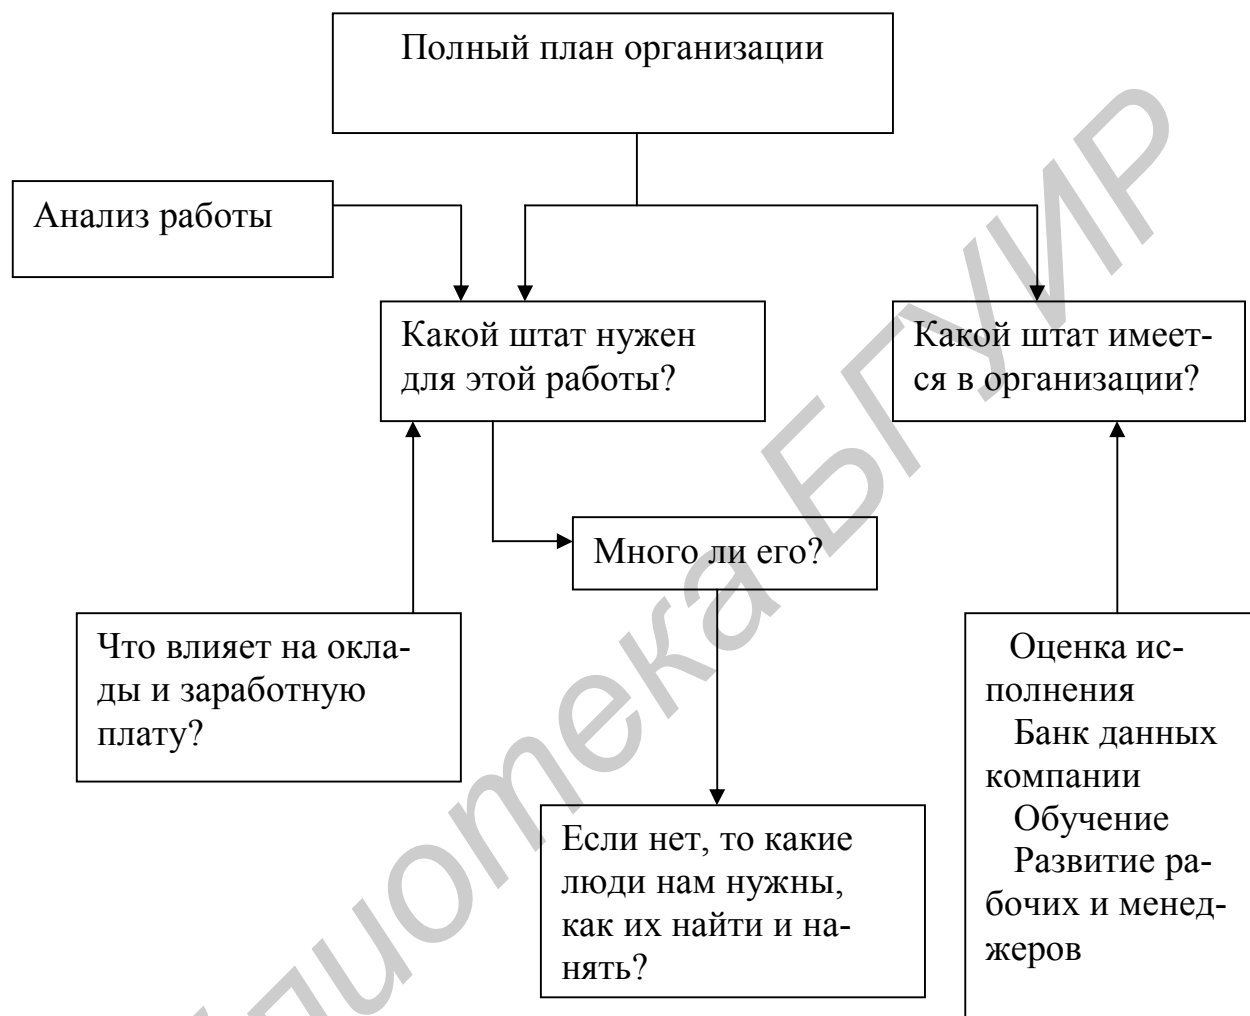 Полный план организации
Анализ работы
Какой штат нужен
для этой работы?
Какой штат имеет-
ся в организации?
Много ли его?
Что влияет на окла-
ды и заработную
плату?
Оценка ис-
полнения
Банк данных
компании
Обучение
Развитие ра-
бочих и менед-
жеров
Если нет, то какие
люди нам нужны,
как их найти и на-
нять?
БГУИР